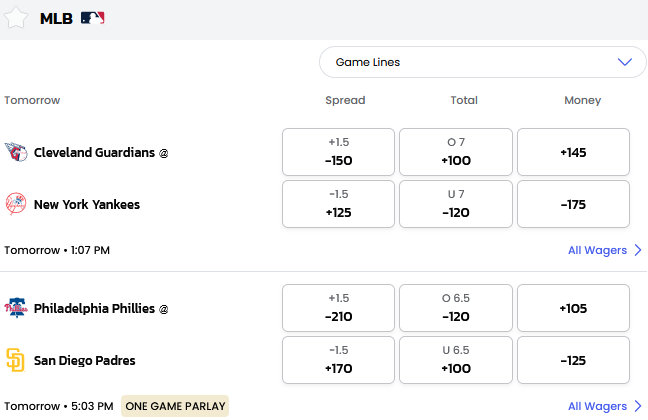 MLB
Game Lines
Tomorrow Spread Total Money
+1.5 O 7
Cleveland Guardians @ -150 +100 +145
-1.5 U 7
New York Yankees +125 -120 -175
Tomorrow • 1:07 PM All Wagers
+1.5 O 6.5
Philadelphia Phillies @ -210 -120 +105
-1.5 U 6.5
San Diego Padres +170 +100 -125
Tomorrow • 5:03 PM ONE GAME PARLAY All Wagers